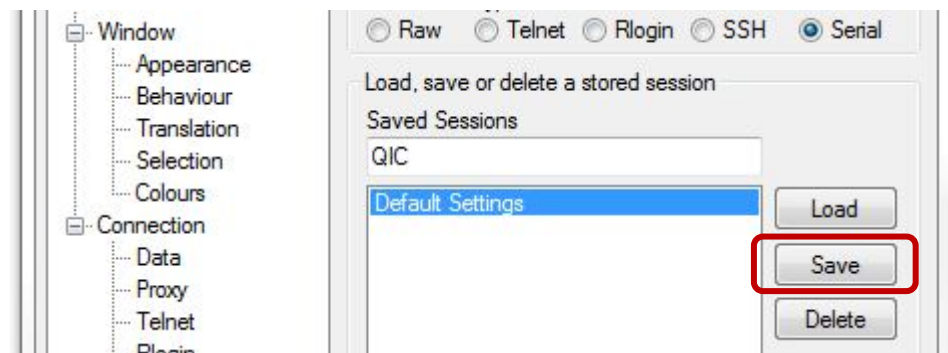 Window
Appearance
Behaviour
Translation
Selection
Colours
Connection
Data
Proxy
Telnet
Raw Telnet Rlogin SSH Serial
Load, save or delete a stored session
Saved Sessions
QIC
Default Settings
Load
Save
Delete